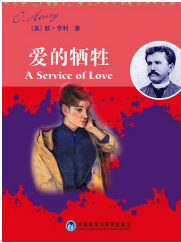 O. Henry
〔美〕欧·亨利 著
爱的牺牲
A Service of Love
外语教学与研究出版社